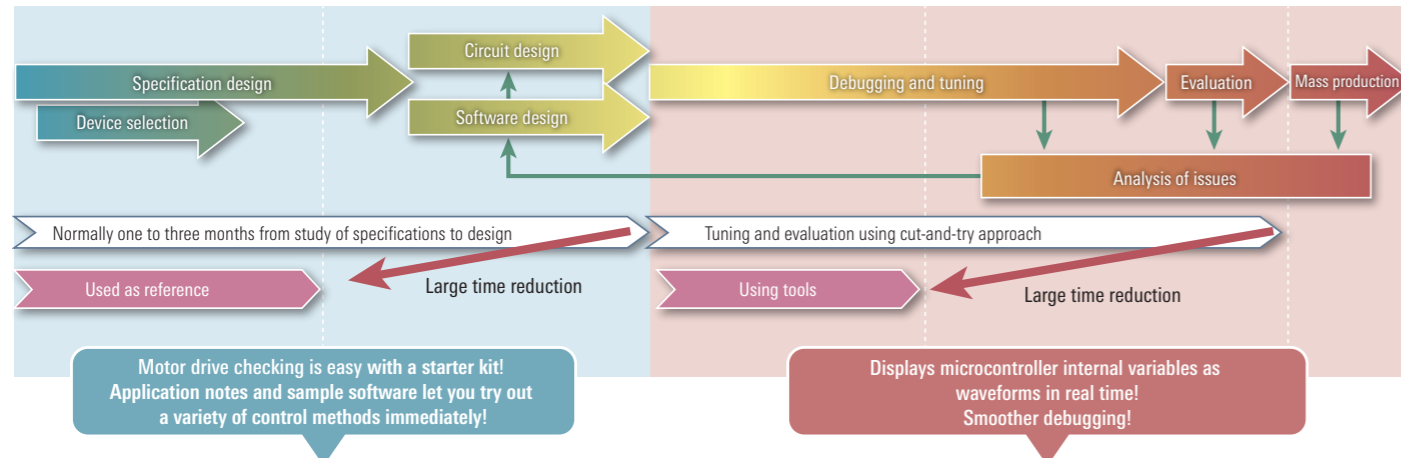 Circuit design
Specification design
Debugging and tuning
Evaluation
Mass production
Device selection
Software design
Analysis of issues
Normally one to three months from study of specifications to design
Tuning and evaluation using cut-and-try approach
Used as reference
Large time reduction
Using tools
Large time reduction
Motor drive checking is easy with a starter kit!
Application notes and sample software let you try out
a variety of control methods immediately!
Displays microcontroller internal variables as
waveforms in real time!
Smoother debugging!